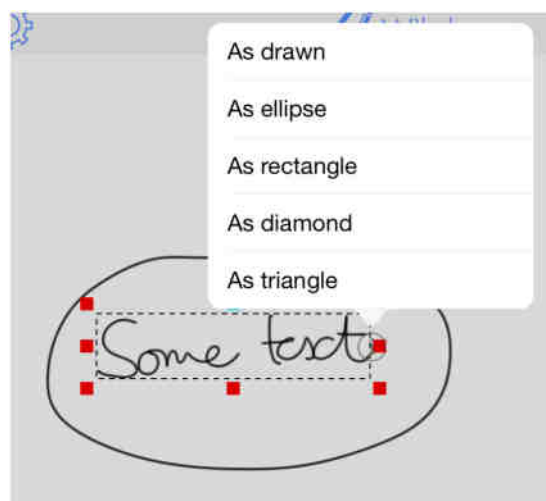 As drawn
As ellipse
As rectangle
As diamond
As triangle
Some text